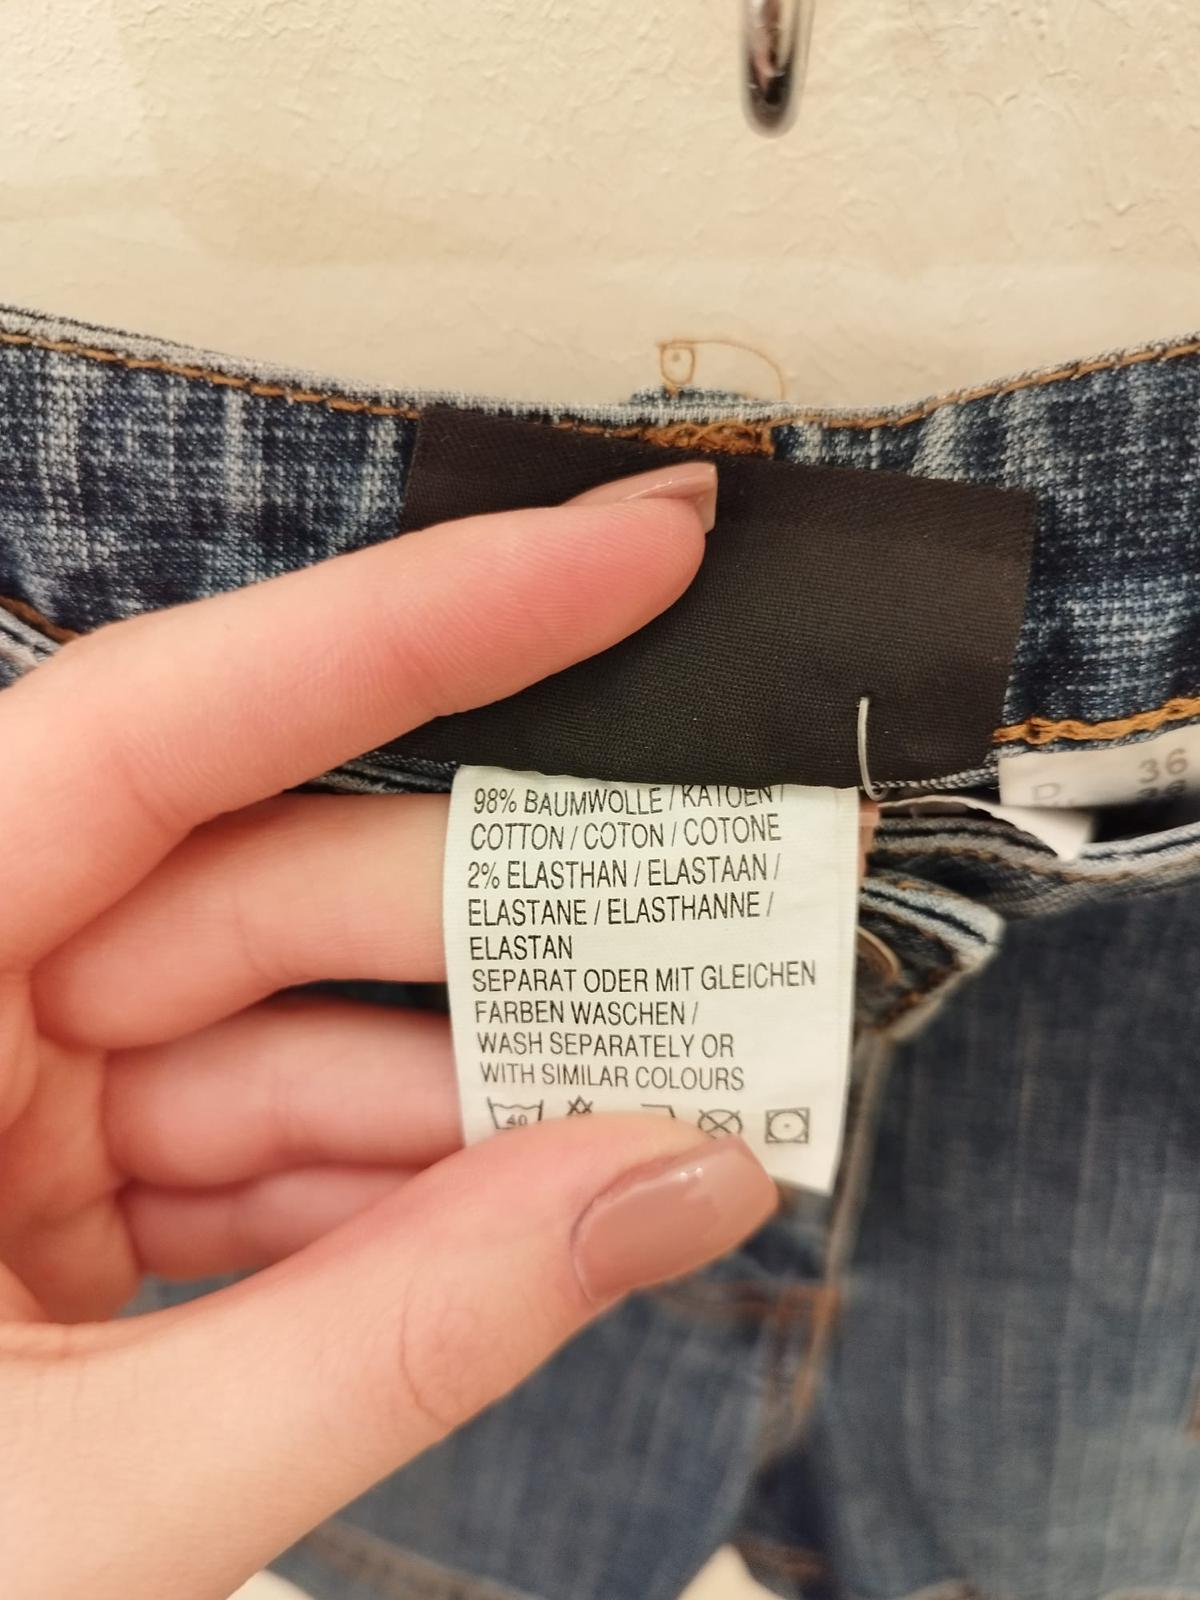 98% BAUMWOLLE / KATOEN /
COTTON / COTON / COTONE
2% ELASTHAN / ELASTAAN /
ELASTANE / ELASTHANNE /
ELASTAN
SEPARAT ODER MIT GLEICHEN
FARBEN WASCHEN /
WASH SEPARATELY OR
WITH SIMILAR COLOURS
40
36
D